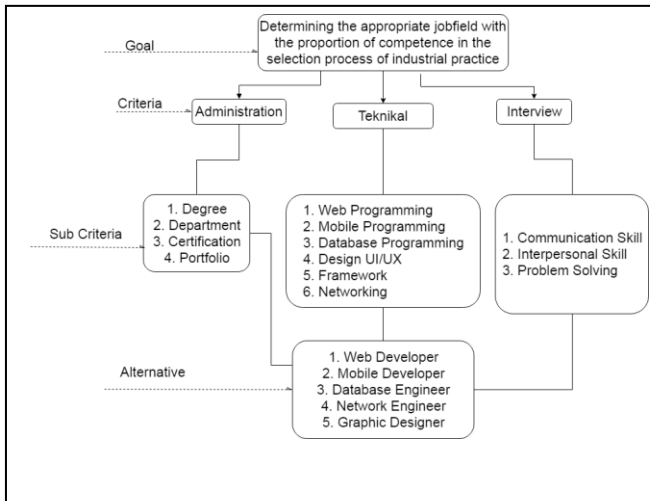 Determining the appropriate jobfield with
the proportion of competence in the
selection process of industrial practice
Goal
Criteria
Administration
Teknikal
Interview
Sub Criteria
1. Degree
2. Department
3. Certification
4. Portfolio
1. Web Programming
2. Mobile Programming
3. Database Programming
4. Design UI/UX
5. Framework
6. Networking
1. Communication Skill
2. Interpersonal Skill
3. Problem Solving
Alternative
1. Web Developer
2. Mobile Developer
3. Database Engineer
4. Network Engineer
5. Graphic Designer